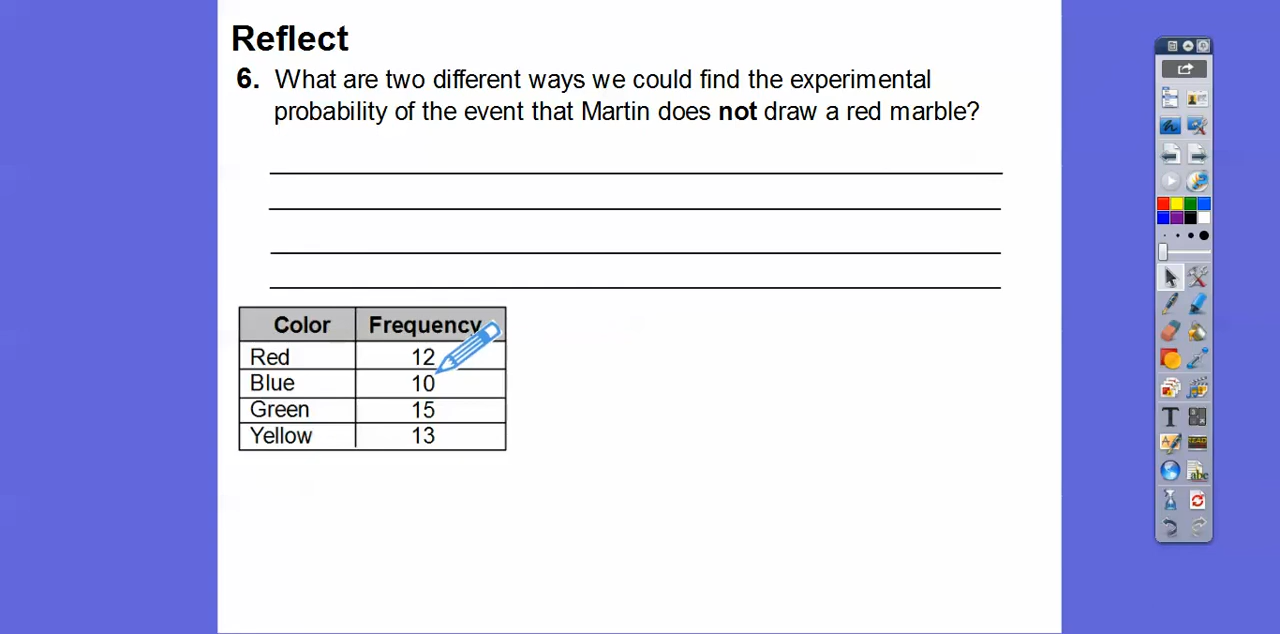 Reflect
6. What are two different ways we could find the experimental
probability of the event that Martin does not draw a red marble?
Color Frequency
Red 12
Blue 10
Green 15
Yellow 13